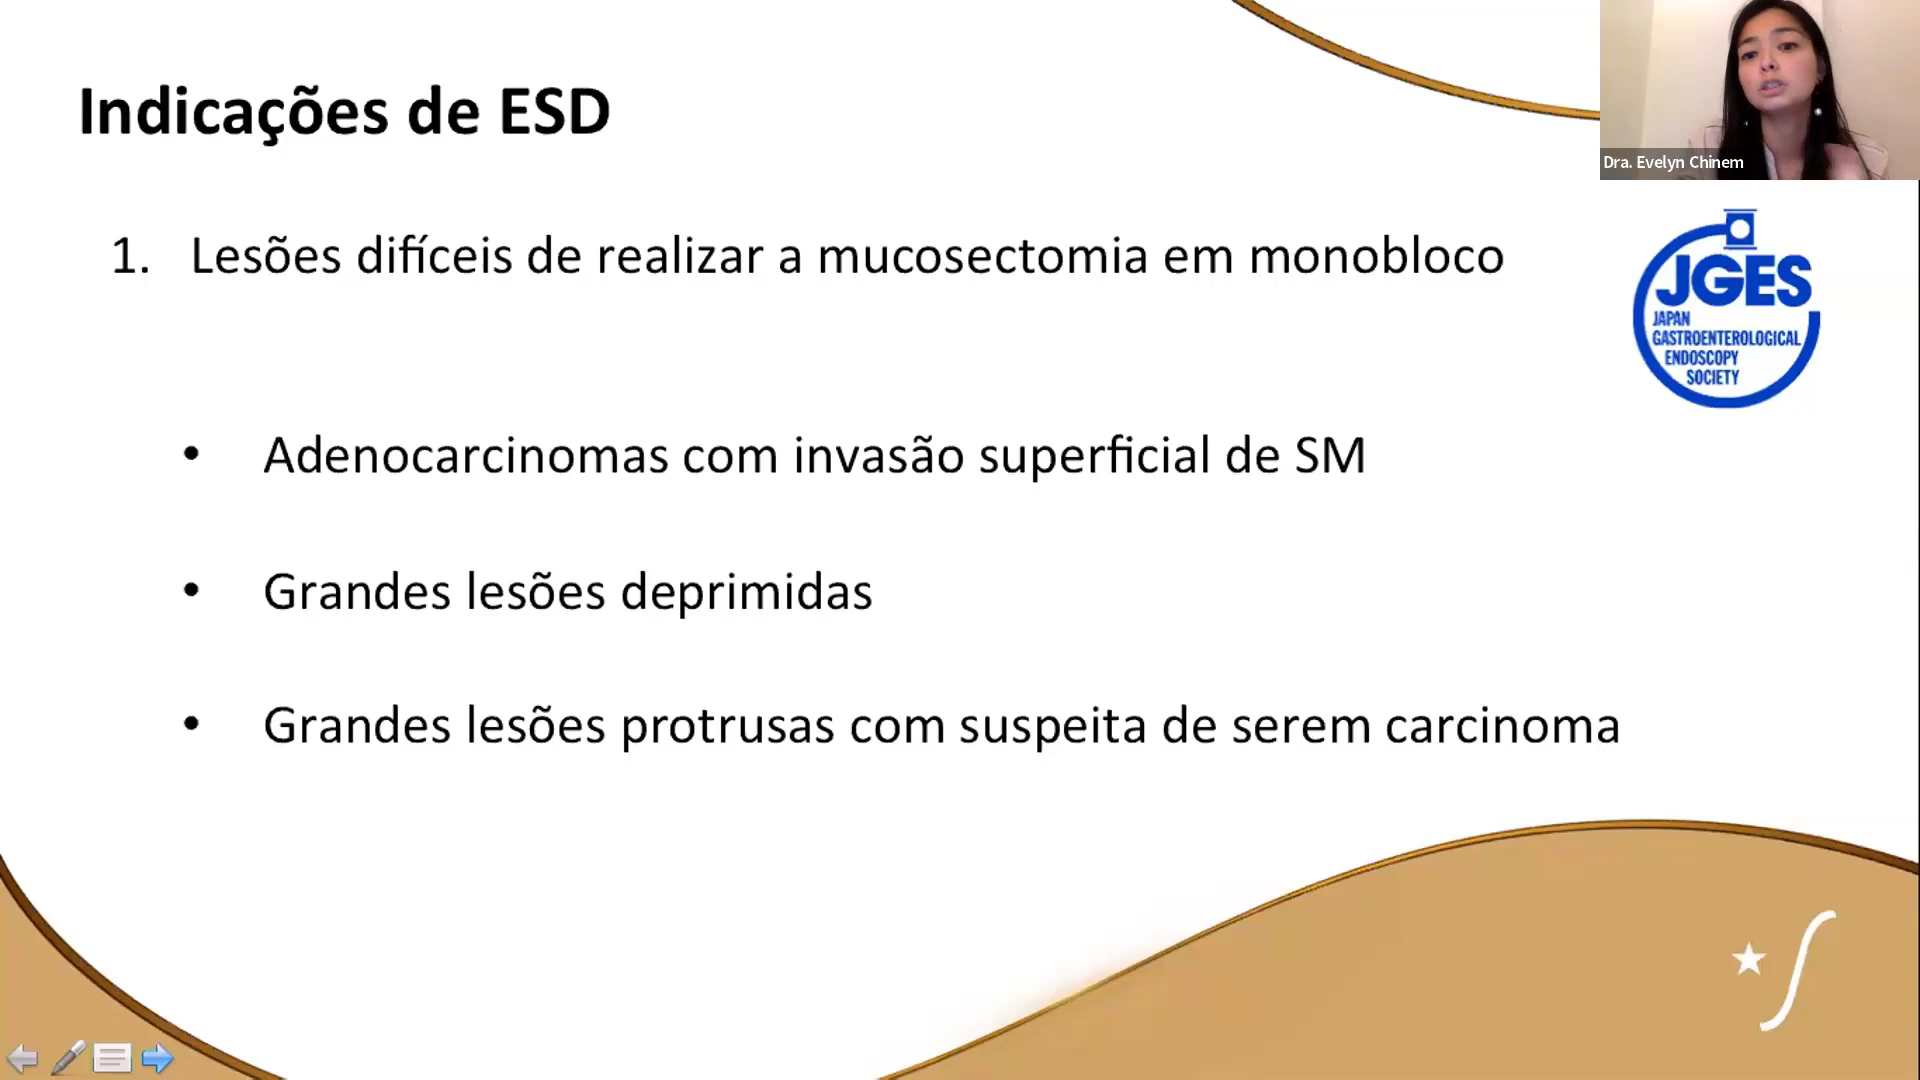 Indicações de ESD
Dra. Evelyn Chinem
1. Lesões difíceis de realizar a mucosectomia em monobloco
JGES
JAPAN
GASTROENTEROLOGICAL
ENDOSCOPY
SOCIETY
• Adenocarcinomas com invasão superficial de SM
• Grandes lesões deprimidas
• Grandes lesões protrusas com suspeita de serem carcinoma